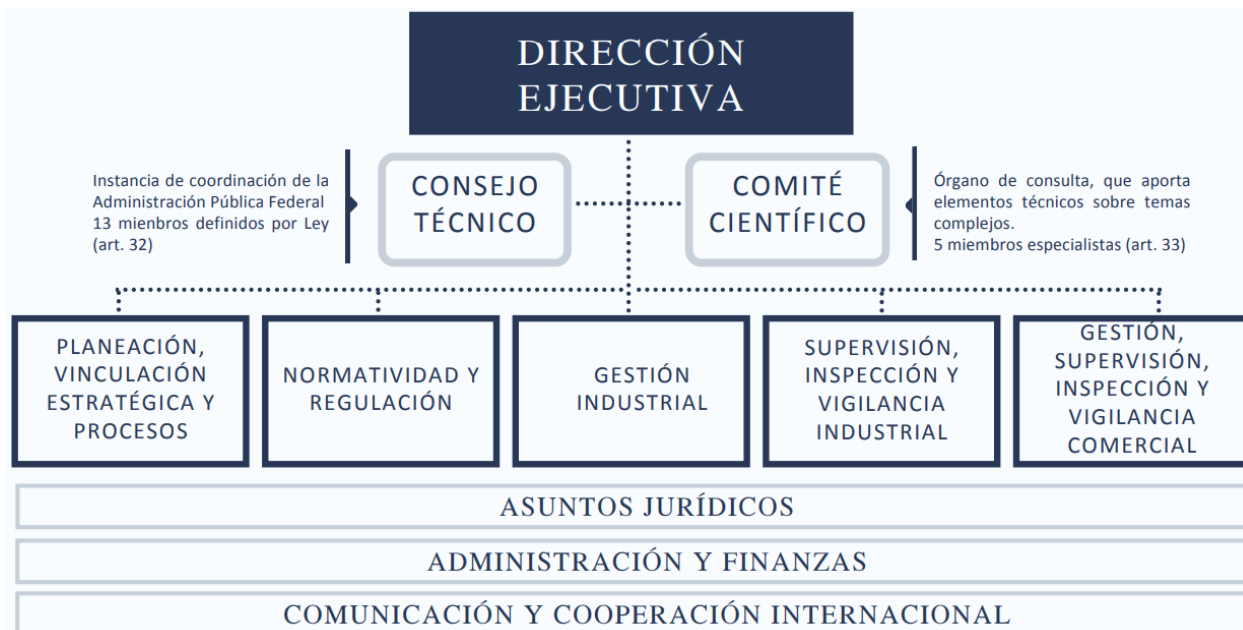 DIRECCIÓN
EJECUTIVA
Instancia de coordinación de la
Administración Pública Federal
13 mienbros definidos por Ley
(art. 32)
CONSEJO
TÉCNICO
COMITÉ
CIENTÍFICO
Órgano de consulta, que aporta
elementos técnicos sobre temas
complejos.
5 miembros especialistas (art. 33)
PLANEACIÓN,
VINCULACIÓN
ESTRATÉGICA Y
PROCESOS
NORMATIVIDAD Y
REGULACIÓN
GESTIÓN
INDUSTRIAL
SUPERVISIÓN,
INSPECCIÓN Y
VIGILANCIA
INDUSTRIAL
GESTIÓN,
SUPERVISIÓN,
INSPECCIÓN Y
VIGILANCIA
COMERCIAL
ASUNTOS JURÍDICOS
ADMINISTRACIÓN Y FINANZAS
COMUNICACIÓN Y COOPERACIÓN INTERNACIONAL